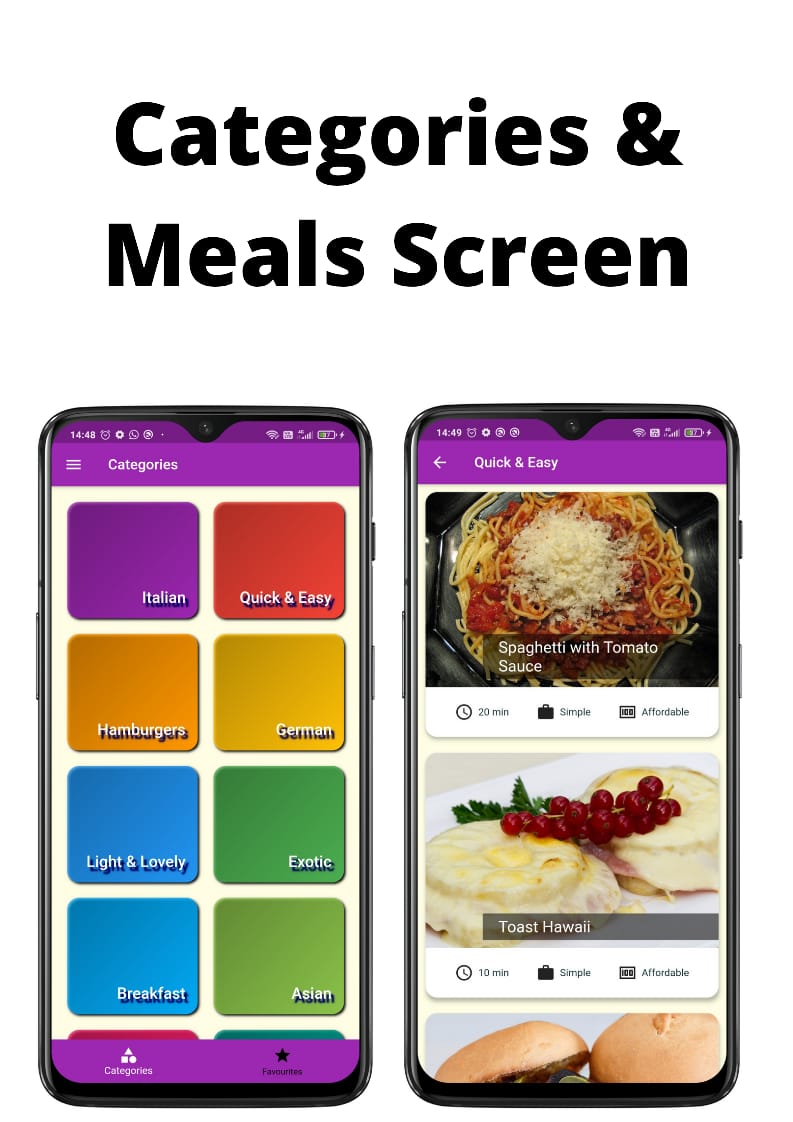 Categories &
Meals Screen
14:48
Categories
Italian
Quick & Easy
Hamburgers
German
Light & Lovely
Exotic
Breakfast
Asian
Categories
Favourites
14:49
Quick & Easy
Spaghetti with Tomato
Sauce
20 min
Simple
Affordable
Toast Hawaii
10 min
Simple
Affordable